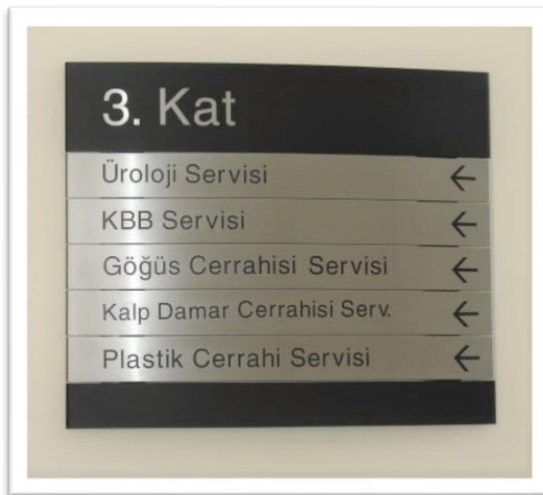 3. Kat
Üroloji Servisi ←
KBB Servisi ←
Göğüs Cerrahisi Servisi ←
Kalp Damar Cerrahisi Serv. ←
Plastik Cerrahi Servisi ←